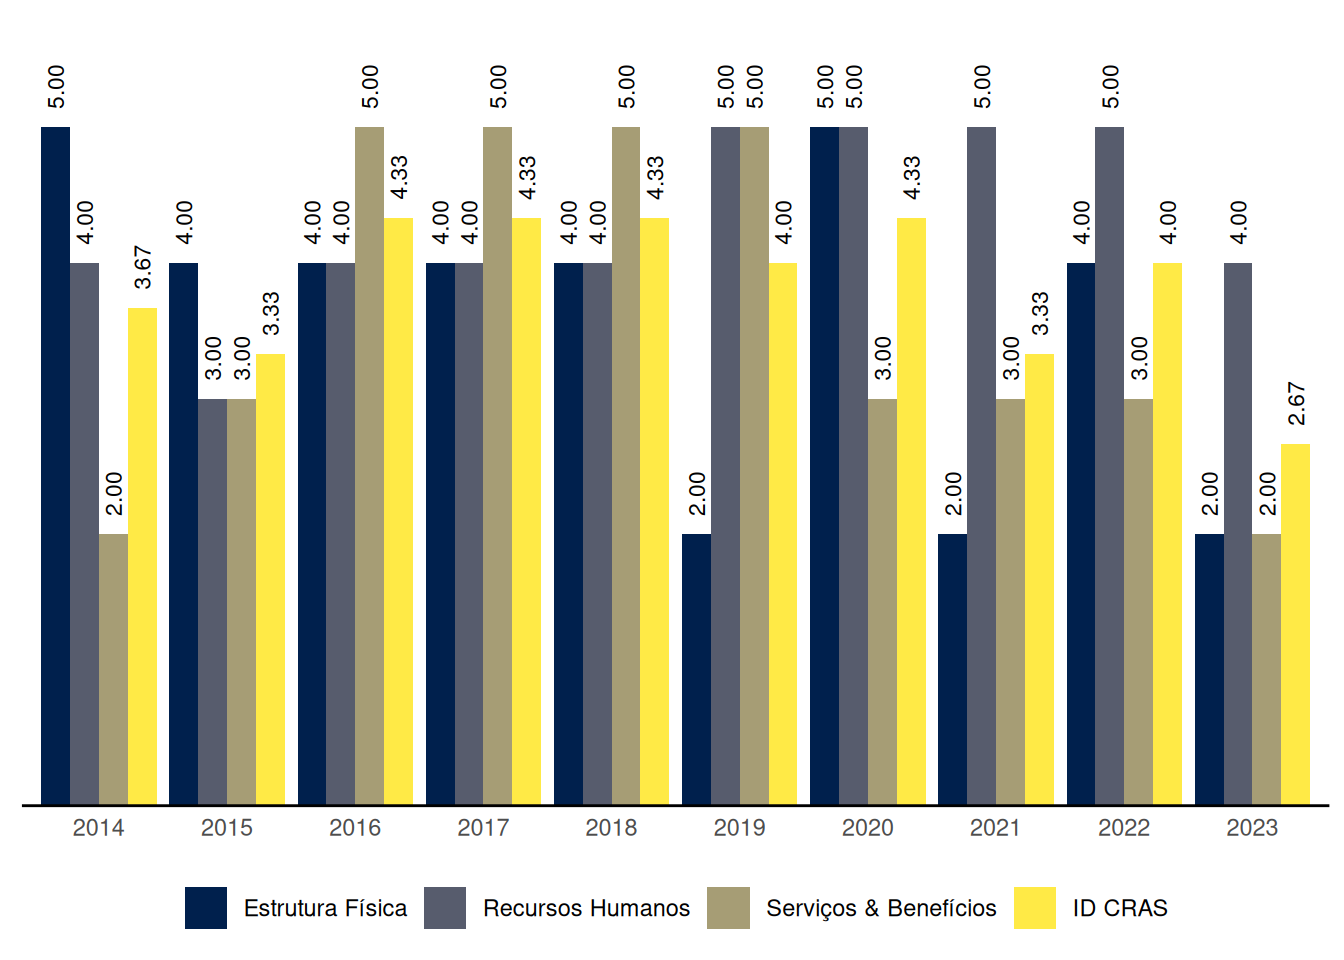 5.00 5.00 5.00 5.00 5.00 5.00 5.00 5.00 5.00 5.00
4.33 4.33 4.33 4.33
4.00 4.00 4.00 4.00 4.00 4.00 4.00 4.00 4.00 4.00 4.00 4.00
3.67
3.33 3.33
3.00 3.00 3.00 3.00 3.00
2.67
2.00 2.00 2.00 2.00 2.00
2014 2015 2016 2017 2018 2019 2020 2021 2022 2023
Estrutura Física Recursos Humanos Serviços & Benefícios ID CRAS